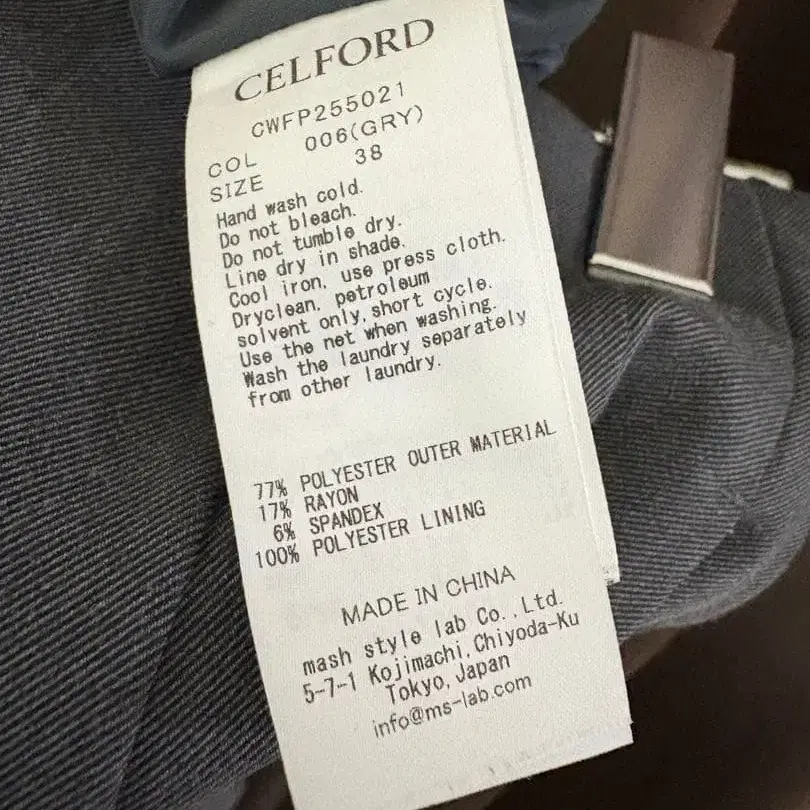 CELFORD
CWFP255021
COL 006(GRY)
SIZE 38
Hand wash cold.
Do not bleach.
Do not tumble dry.
Line dry in shade.
Cool iron, use press cloth.
Dryclean, petroleum
solvent only,short cycle.
Use the net when washing.
Wash the laundry separately
from other laundry.
77% POLYESTER OUTER MATERIAL
17% RAYON
6% SPANDEX
100% POLYESTER LINING
MADE IN CHINA
mash style lab Co.,Ltd.
5-7-1 Kojimachi,Chiyoda-Ku
Tokyo, Japan
info@ms-lab.com